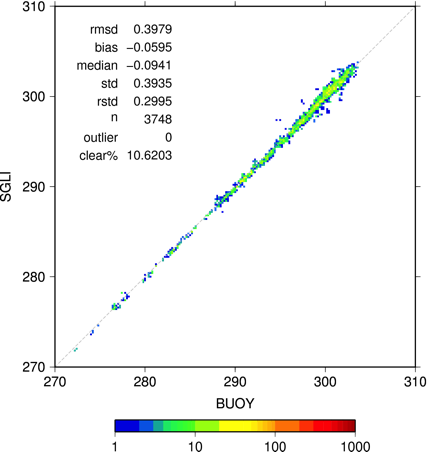 310
300
290
280
270
SGLI
rmsd 0.3979
bias −0.0595
median −0.0941
std 0.3935
rstd 0.2995
n 3748
outlier 0
clear% 10.6203
270 280 290 300 310
BUOY
1 10 100 1000